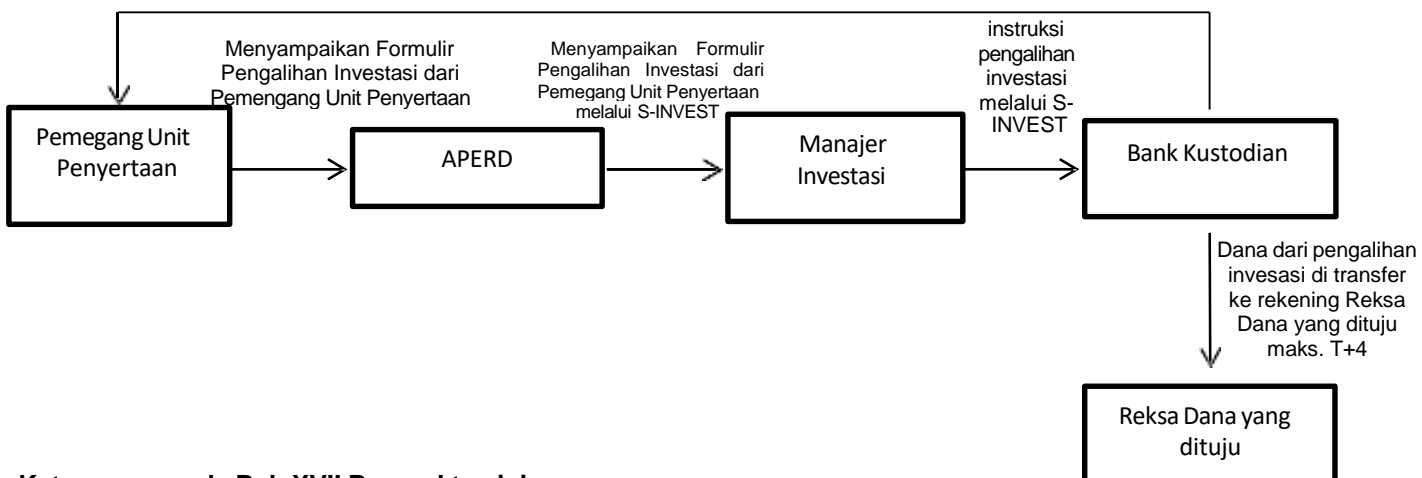 Menyampaikan Formulir
Pengalihan Investasi dari
Pemengang Unit Penyertaan
Menyampaikan Formulir
Pengalihan Investasi dari
Pemegang Unit Penyertaan
melalui S-INVEST
instruksi
pengalihan
investasi
melalui S-
INVEST
Pemegang Unit
Penyertaan
APERD
Manajer
Investasi
Bank Kustodian
Dana dari pengalihan
invesasi di transfer
ke rekening Reksa
Dana yang dituju
maks. T+4
Reksa Dana yang
dituju